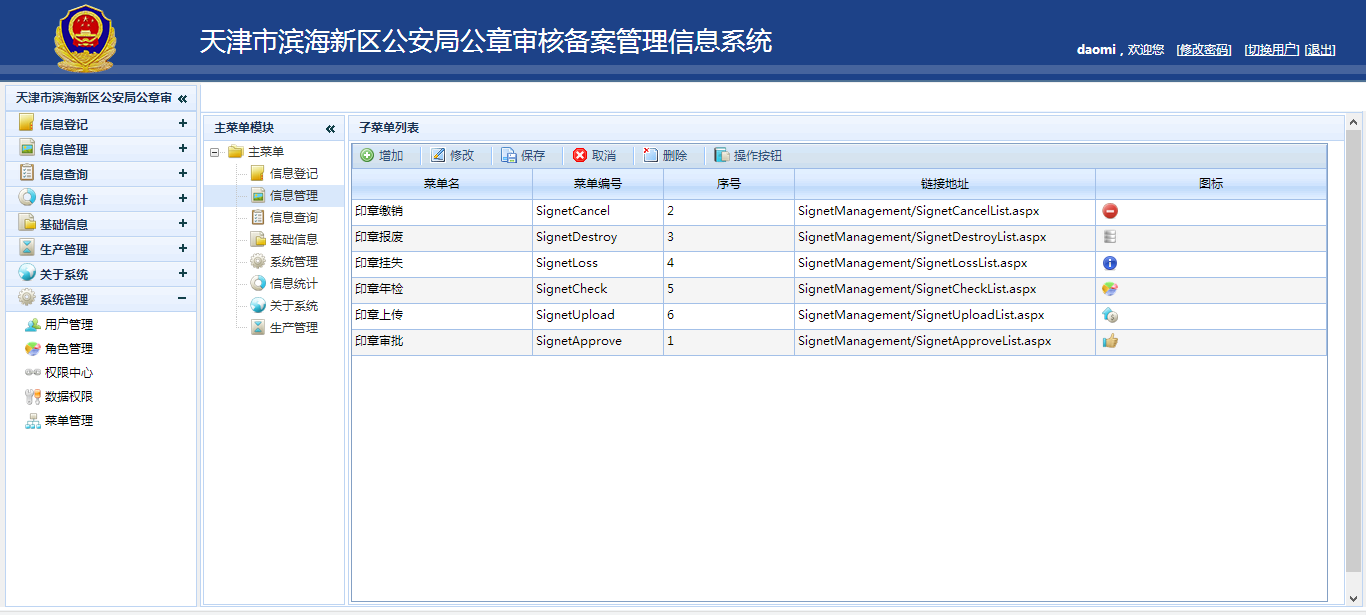 天津市滨海新区公安局公章审核备案管理信息系统
daomi，欢迎您 [修改密码] [切换用户] [退出]
天津市滨海新区公安局公章审
信息登记
信息管理
信息查询
信息统计
基础信息
生产管理
关于系统
系统管理
用户管理
角色管理
权限中心
数据权限
菜单管理
主菜单模块
主菜单
信息登记
信息管理
信息查询
基础信息
系统管理
信息统计
关于系统
生产管理
子菜单列表
增加 修改 保存 取消 删除 操作按钮
菜单名 菜单编号 序号 链接地址 图标
印章缴销 SignetCancel 2 SignetManagement/SignetCancelList.aspx
印章报废 SignetDestroy 3 SignetManagement/SignetDestroyList.aspx
印章挂失 SignetLoss 4 SignetManagement/SignetLossList.aspx
印章年检 SignetCheck 5 SignetManagement/SignetCheckList.aspx
印章上传 SignetUpload 6 SignetManagement/SignetUploadList.aspx
印章审批 SignetApprove 1 SignetManagement/SignetApproveList.aspx